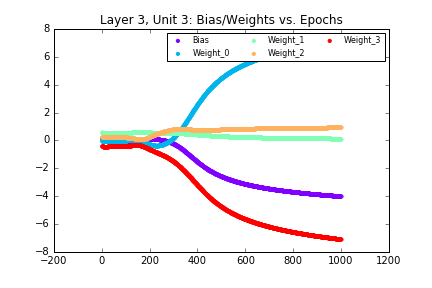 Layer 3, Unit 3: Bias/Weights vs. Epochs
8
Bias Weight_1 Weight_3
Weight_0 Weight_2
6
4
2
0
−2
−4
−6
−8
−200 0 200 400 600 800 1000 1200